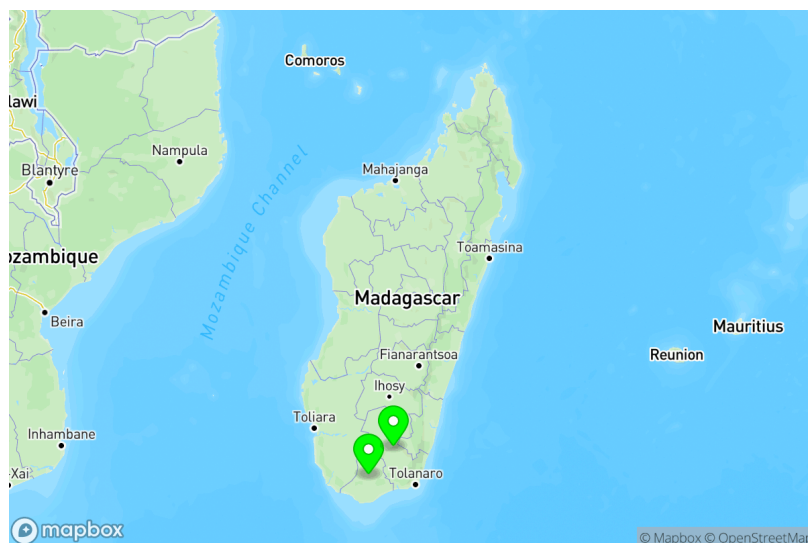 Comoros
lawi
Nampula
Blantyre
Mahajanga
Mozambique Channel
Toamasina
ozambique
Madagascar
Beira
Mauritius
Fianarantsoa
Reunion
Ihosy
Toliara
Inhambane
-Xai
Tolanaro
mapbox
© Mapbox © OpenStreetMap